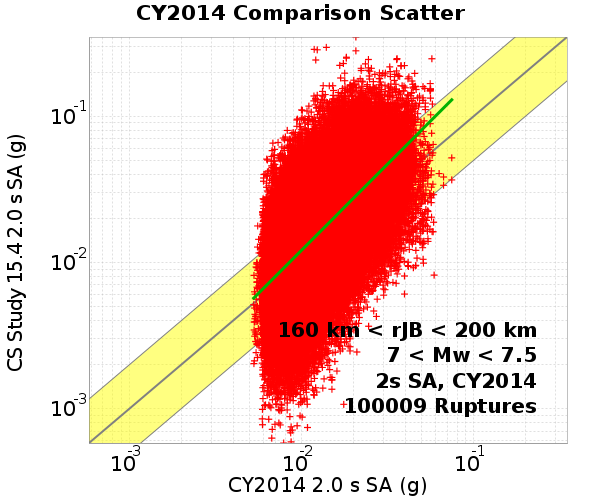 CY2014 Comparison Scatter
CS Study 15.4 2.0 s SA (g)
10⁻¹
10⁻²
10⁻³
160 km < rJB < 200 km
7 < Mw < 7.5
2s SA, CY2014
100009 Ruptures
10⁻³ 10⁻² 10⁻¹
CY2014 2.0 s SA (g)